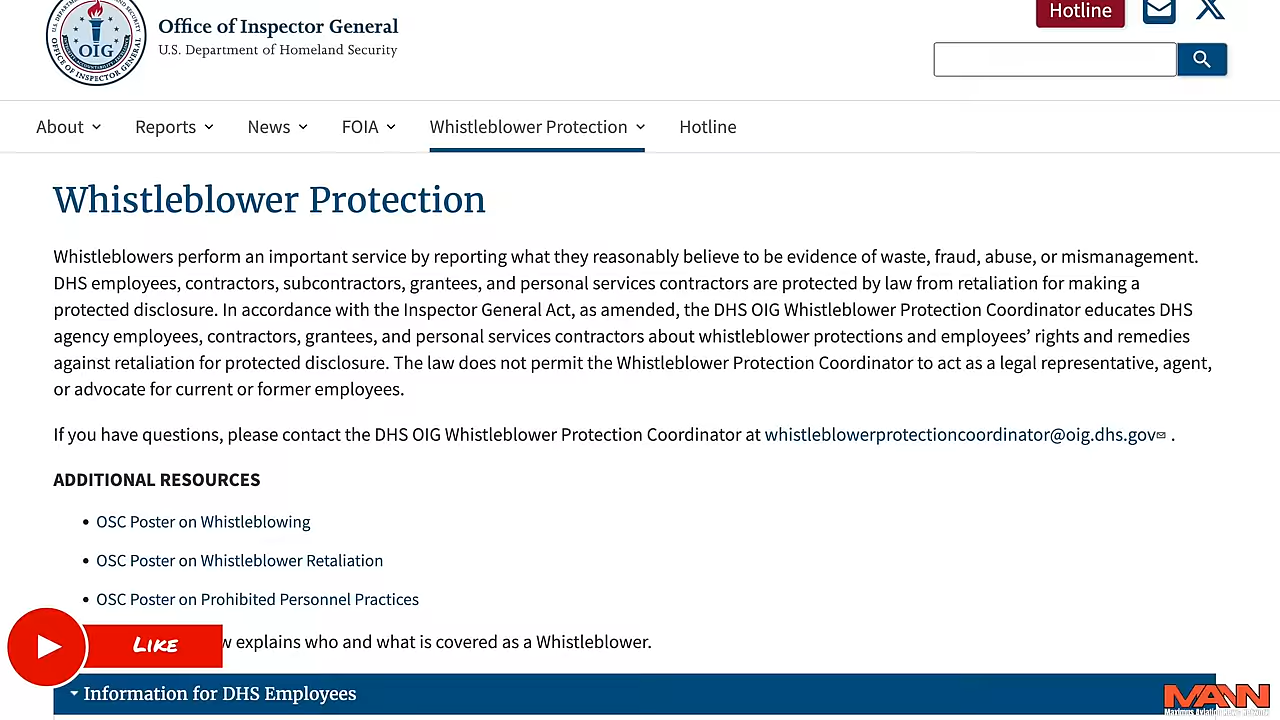 Office of Inspector General
U.S. Department of Homeland Security
Hotline
OIG
About
Reports
News
FOIA
Whistleblower Protection
Hotline
Whistleblower Protection
Whistleblowers perform an important service by reporting what they reasonably believe to be evidence of waste, fraud, abuse, or mismanagement.
DHS employees, contractors, subcontractors, grantees, and personal services contractors are protected by law from retaliation for making a
protected disclosure. In accordance with the Inspector General Act, as amended, the DHS OIG Whistleblower Protection Coordinator educates DHS
agency employees, contractors, grantees, and personal services contractors about whistleblower protections and employees’ rights and remedies
against retaliation for protected disclosure. The law does not permit the Whistleblower Protection Coordinator to act as a legal representative, agent,
or advocate for current or former employees.
If you have questions, please contact the DHS OIG Whistleblower Protection Coordinator at whistleblowerprotectioncoordinator@oig.dhs.gov .
ADDITIONAL RESOURCES
• OSC Poster on Whistleblowing
• OSC Poster on Whistleblower Retaliation
• OSC Poster on Prohibited Personnel Practices
LIKE
w explains who and what is covered as a Whistleblower.
Information for DHS Employees
MAVN